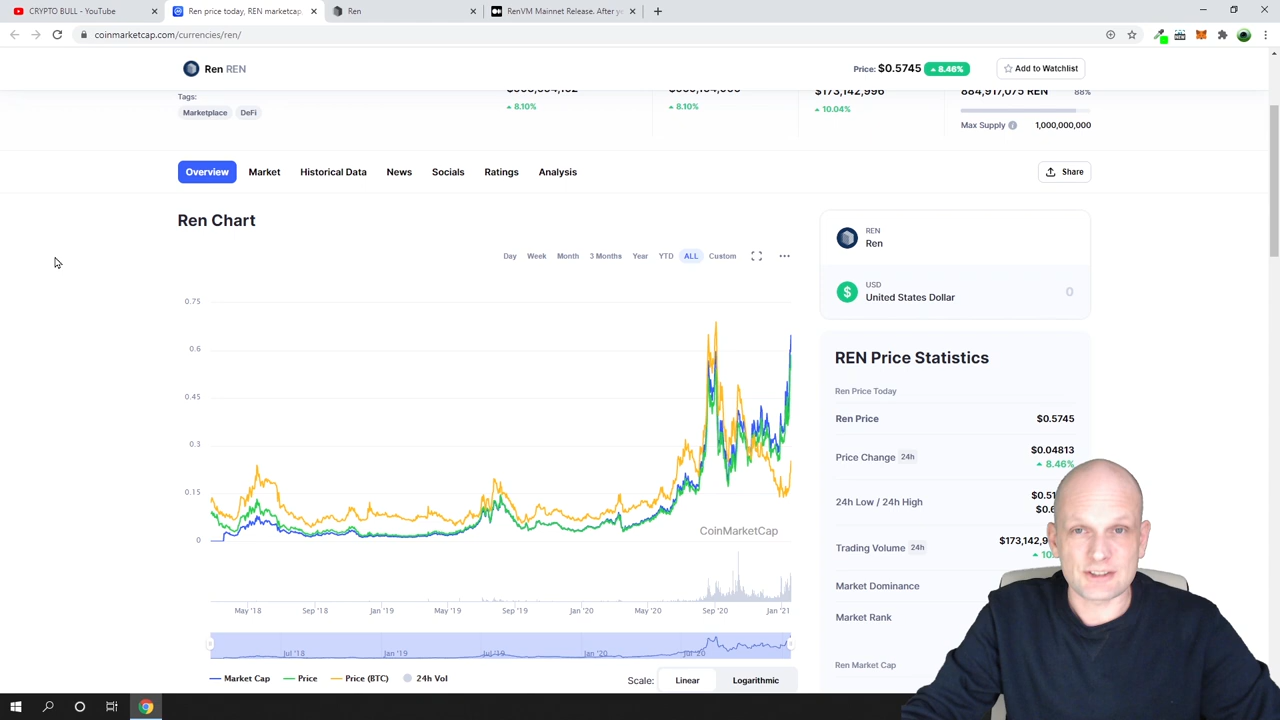 CRYPTO BULL - YouTube
Ren price today, REN marketcap,
Ren
RenVM Mainnet Release. After ye
coinmarketcap.com/currencies/ren/
Ren REN
Price: $0.5745 8.46%
Add to Watchlist
Tags:
Marketplace DeFi
8.10%
8.10%
$173,142,996
10.04%
884,917,075 REN 88%
Max Supply 1,000,000,000
Overview Market Historical Data News Socials Ratings Analysis
Share
Ren Chart
Day Week Month 3 Months Year YTD ALL Custom
0.75
0.6
0.45
0.3
0.15
0
CoinMarketCap
May '18 Sep '18 Jan '19 May '19 Sep '19 Jan '20 May '20 Sep '20 Jan '21
Jul '18 Jan '19 Jul '19 Jan '20 Jul '20
Market Cap Price Price (BTC) 24h Vol
Scale: Linear Logarithmic
REN
Ren
USD
United States Dollar 0
REN Price Statistics
Ren Price Today
Ren Price $0.5745
Price Change 24h $0.04813
8.46%
24h Low / 24h High
Trading Volume 24h
Market Dominance
Market Rank
Ren Market Cap